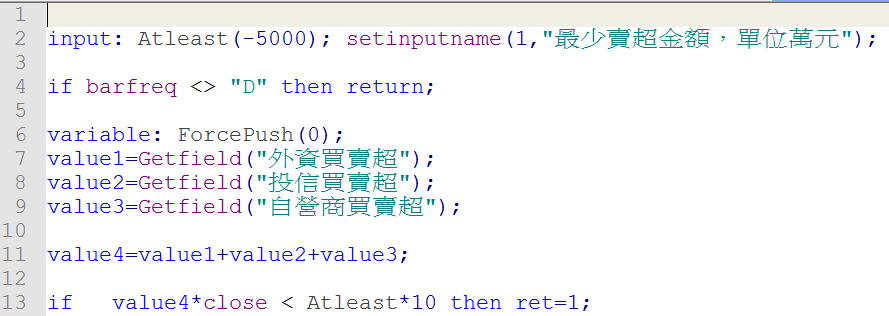 1
2 input: Atleast(-5000); setinputname(1,"最少賣超金額，單位萬元");
3
4 if barfreq <> "D" then return;
5
6 variable: ForcePush(0);
7 value1=Getfield("外資買賣超");
8 value2=Getfield("投信買賣超");
9 value3=Getfield("自營商買賣超");
10
11 value4=value1+value2+value3;
12
13 if   value4*close < Atleast*10 then ret=1;